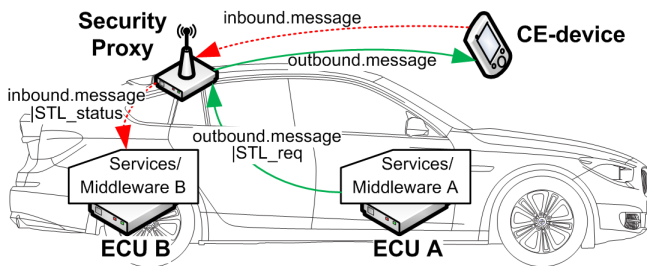 Security
Proxy
inbound.message
CE-device
outbound.message
inbound.message
|STL_status
outbound.message
|STL_req
Services/
Middleware B
Services/
Middleware A
ECU B
ECU A